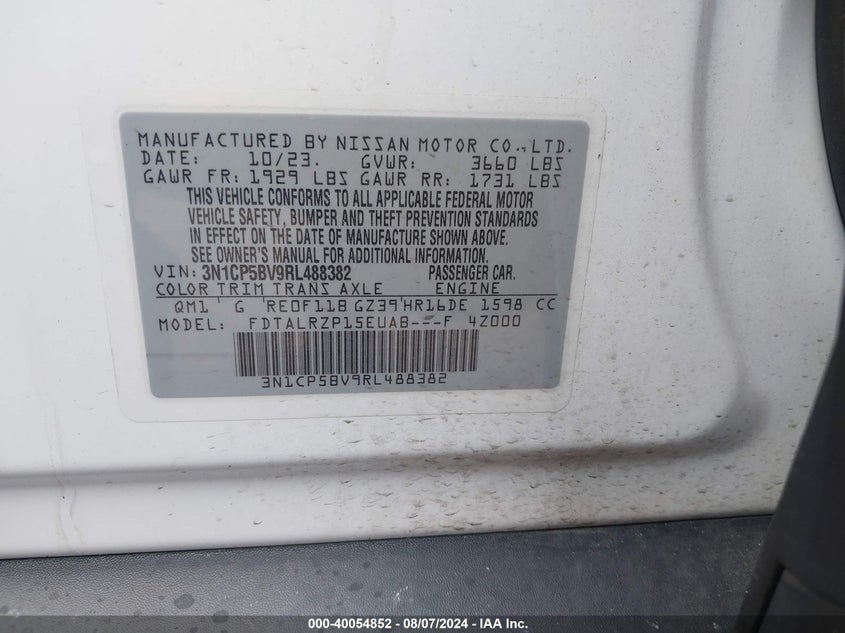 MANUFACTURED BY NISSAN MOTOR CO., LTD.
DATE: 10/23. GVWR: 3660 LBS
GAWR FR: 1929 LBS GAWR RR: 1731 LBS
THIS VEHICLE CONFORMS TO ALL APPLICABLE FEDERAL MOTOR
VEHICLE SAFETY, BUMPER AND THEFT PREVENTION STANDARDS
IN EFFECT ON THE DATE OF MANUFACTURE SHOWN ABOVE.
SEE OWNER'S MANUAL FOR ADDITIONAL INFORMATION
VIN: 3N1CP5BV9RL488382 PASSENGER CAR.
COLOR TRIM TRANS AXLE ENGINE
QM1 G RE0F11B GZ39 HR16DE 1598 CC
MODEL: FDTALRZP15EUAB---F 4Z000
3N1CP5BV9RL488382
000-40054852 - 08/07/2024 - IAA Inc.